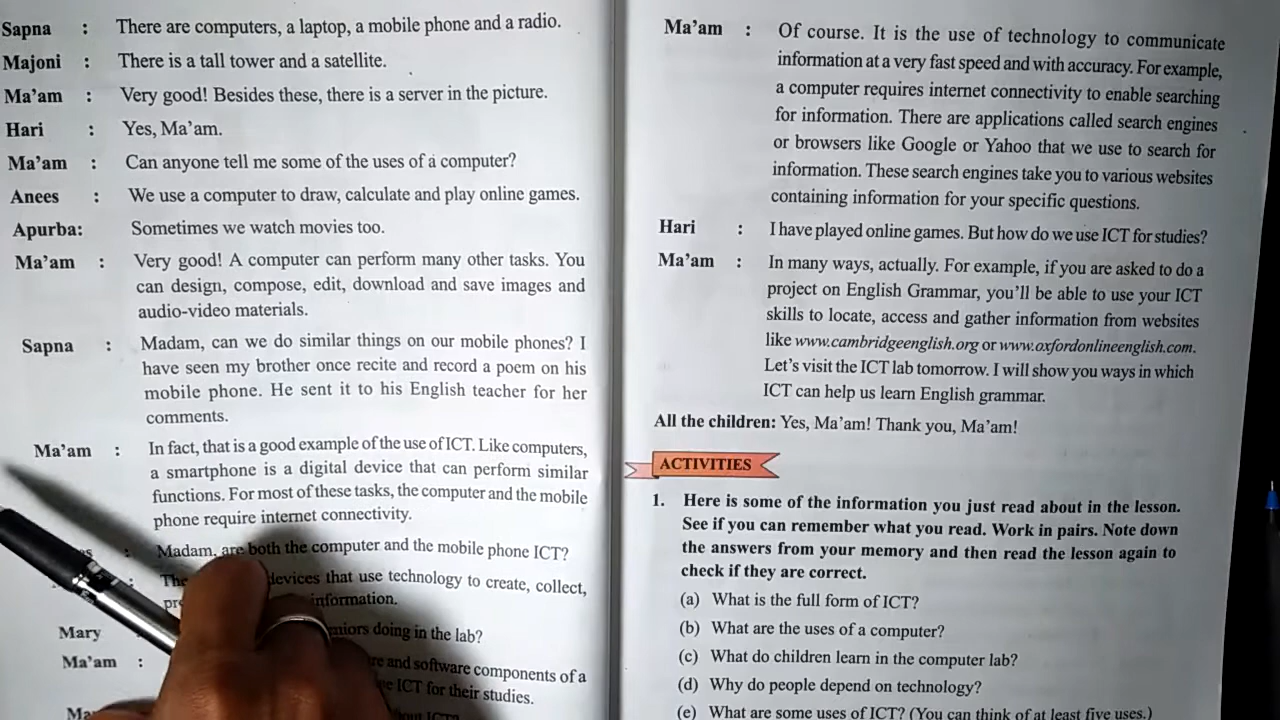 Sapna : There are computers, a laptop, a mobile phone and a radio.
Majoni : There is a tall tower and a satellite.
Ma'am : Very good! Besides these, there is a server in the picture.
Hari : Yes, Ma'am.
Ma'am : Can anyone tell me some of the uses of a computer?
Anees : We use a computer to draw, calculate and play online games.
Apurba: Sometimes we watch movies too.
Ma'am : Very good! A computer can perform many other tasks. You
can design, compose, edit, download and save images and
audio-video materials.
Sapna : Madam, can we do similar things on our mobile phones? I
have seen my brother once recite and record a poem on his
mobile phone. He sent it to his English teacher for her
comments.
Ma'am : In fact, that is a good example of the use of ICT. Like computers,
a smartphone is a digital device that can perform similar
functions. For most of these tasks, the computer and the mobile
phone require internet connectivity.
: Madam, are both the computer and the mobile phone ICT?
: devices that use technology to create, collect,
information.
Mary doing in the lab?
Ma'am : and software components of a
ICT for their studies.
Ma'am : Of course. It is the use of technology to communicate
information at a very fast speed and with accuracy. For example,
a computer requires internet connectivity to enable searching
for information. There are applications called search engines
or browsers like Google or Yahoo that we use to search for
information. These search engines take you to various websites
containing information for your specific questions.
Hari : I have played online games. But how do we use ICT for studies?
Ma'am : In many ways, actually. For example, if you are asked to do a
project on English Grammar, you'll be able to use your ICT
skills to locate, access and gather information from websites
like www.cambridgeenglish.org or www.oxfordonlineenglish.com.
Let's visit the ICT lab tomorrow. I will show you ways in which
ICT can help us learn English grammar.
All the children: Yes, Ma'am! Thank you, Ma'am!
ACTIVITIES
1. Here is some of the information you just read about in the lesson.
See if you can remember what you read. Work in pairs. Note down
the answers from your memory and then read the lesson again to
check if they are correct.
(a) What is the full form of ICT?
(b) What are the uses of a computer?
(c) What do children learn in the computer lab?
(d) Why do people depend on technology?
(e) What are some uses of ICT? (You can think of at least five uses.)